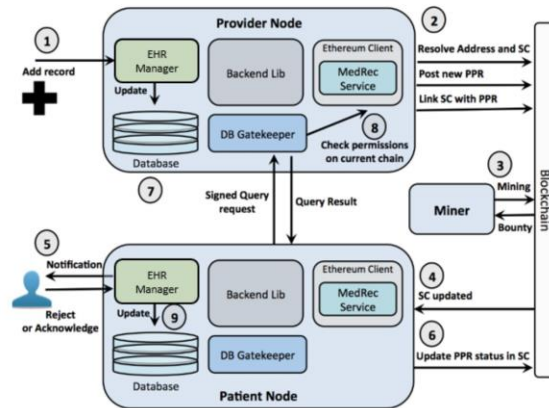 Provider Node
1
Add record
EHR
Manager
Update
Database
Backend Lib
DB Gatekeeper
Ethereum Client
MedRec
Service
8
Check permissions
on current chain
2
Resolve Address and SC
Post new PPR
Link SC with PPR
7
Signed Query
request
Query Result
3
Mining
Miner
Bounty
Blockchain
5
Notification
Reject
or Acknowledge
EHR
Manager
Update
9
Database
Backend Lib
DB Gatekeeper
Ethereum Client
MedRec
Service
4
SC updated
6
Update PPR status in SC
Patient Node